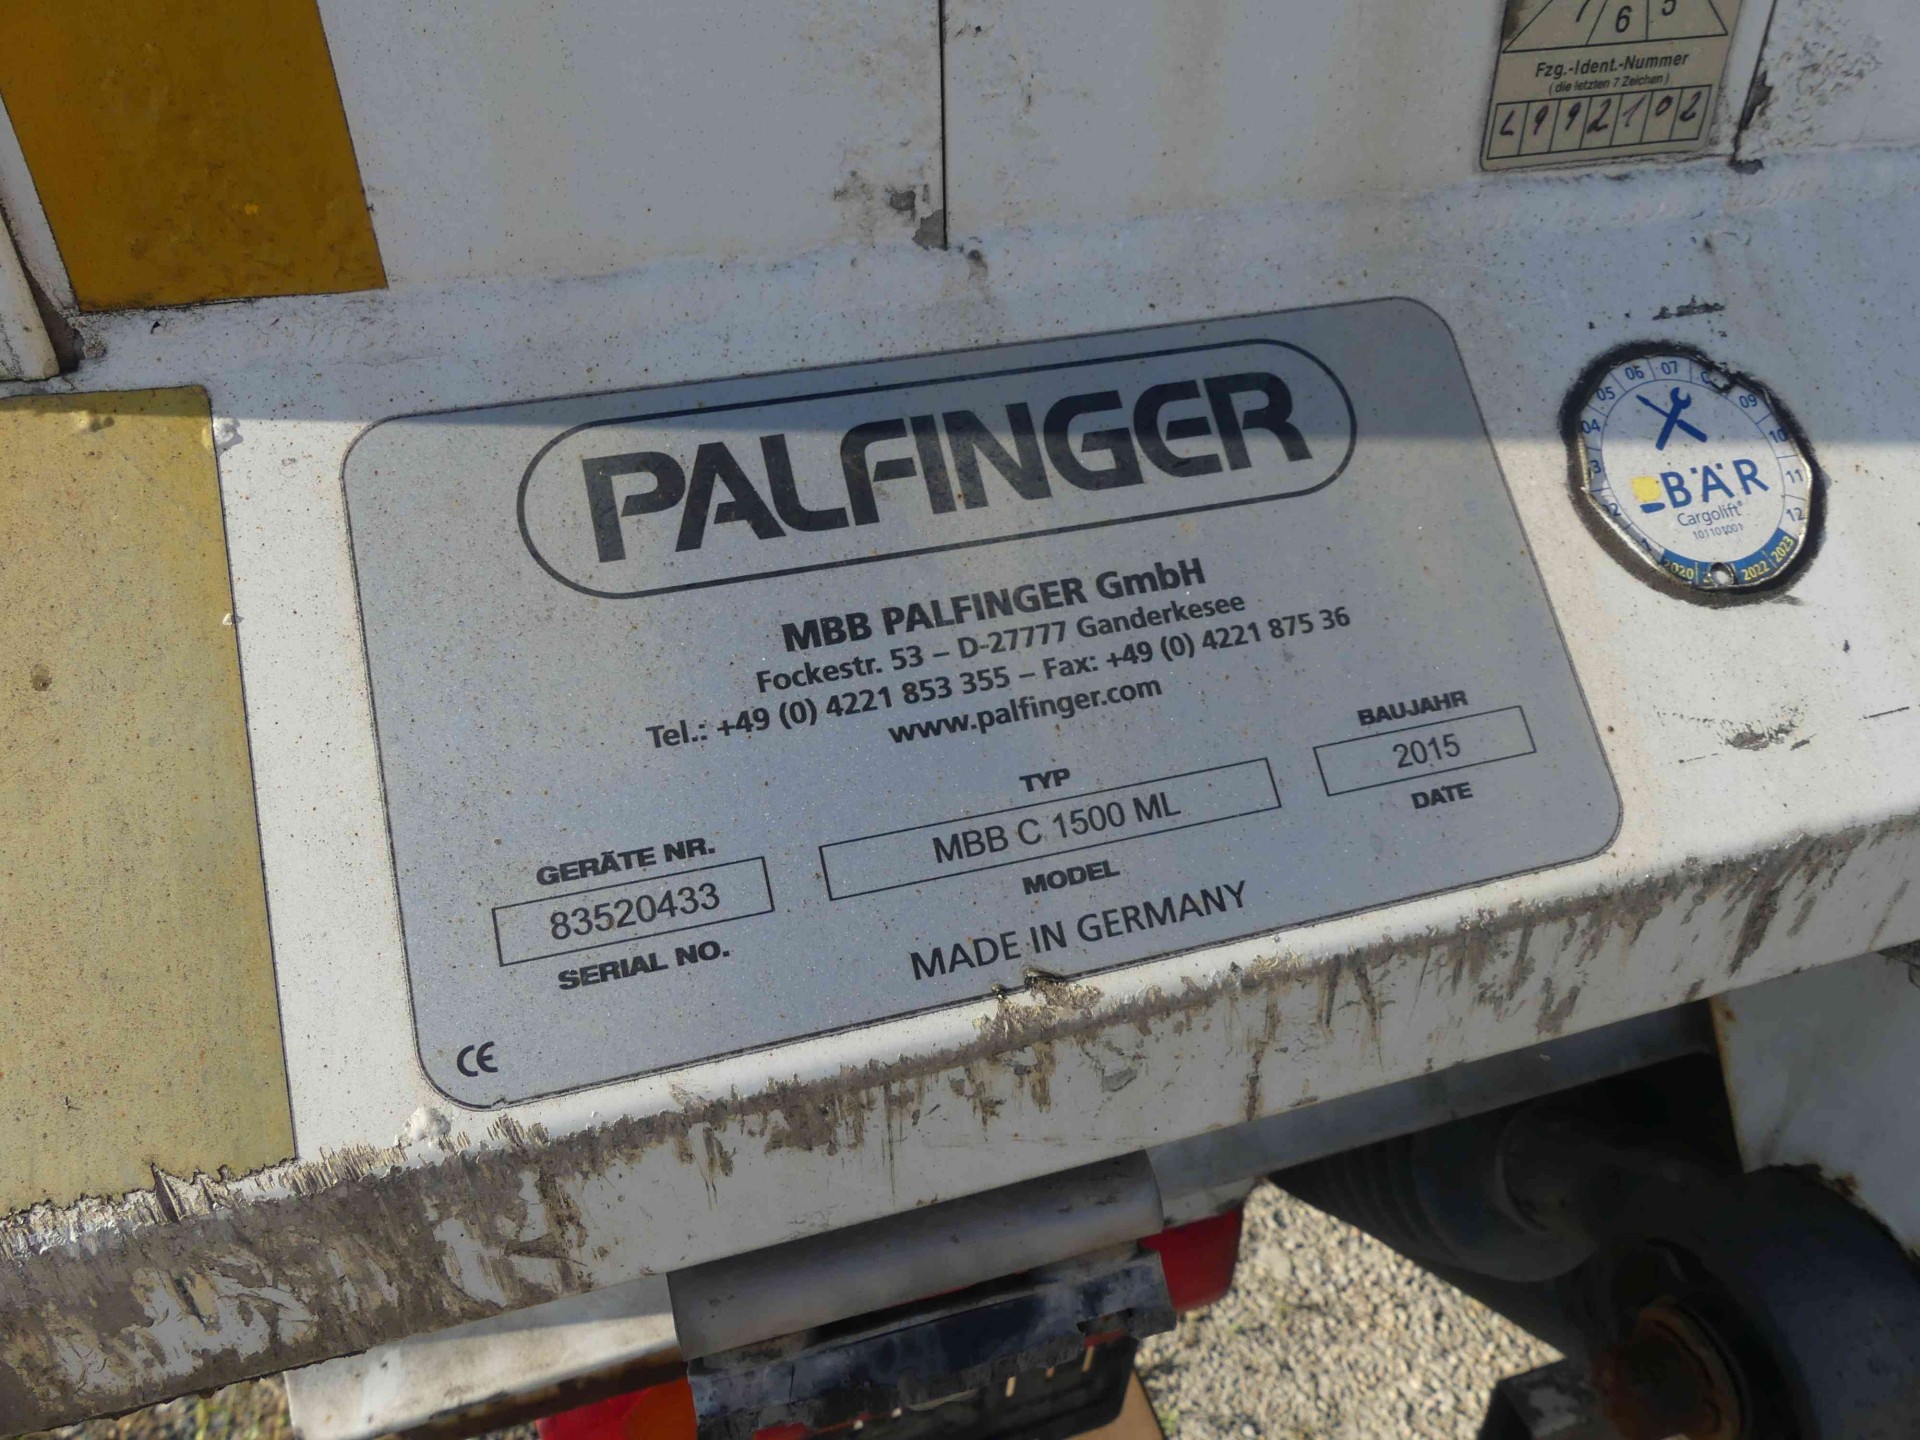 7 6 5
Fzg.-Ident.-Nummer
(die letzten 7 Zeichen)
L992102
PALFINGER
MBB PALFINGER GmbH
Fockestr. 53 – D-27777 Ganderkesee
Tel.: +49 (0) 4221 853 355 – Fax: +49 (0) 4221 875 36
www.palfinger.com
GERÄTE NR.
83520433
SERIAL NO.
TYP
MBB C 1500 ML
MODEL
BAUJAHR
2015
DATE
MADE IN GERMANY
CE
04 05 06 07 09 10 11 12
BÄR
Cargolift®
101101001
2020 2022 2023